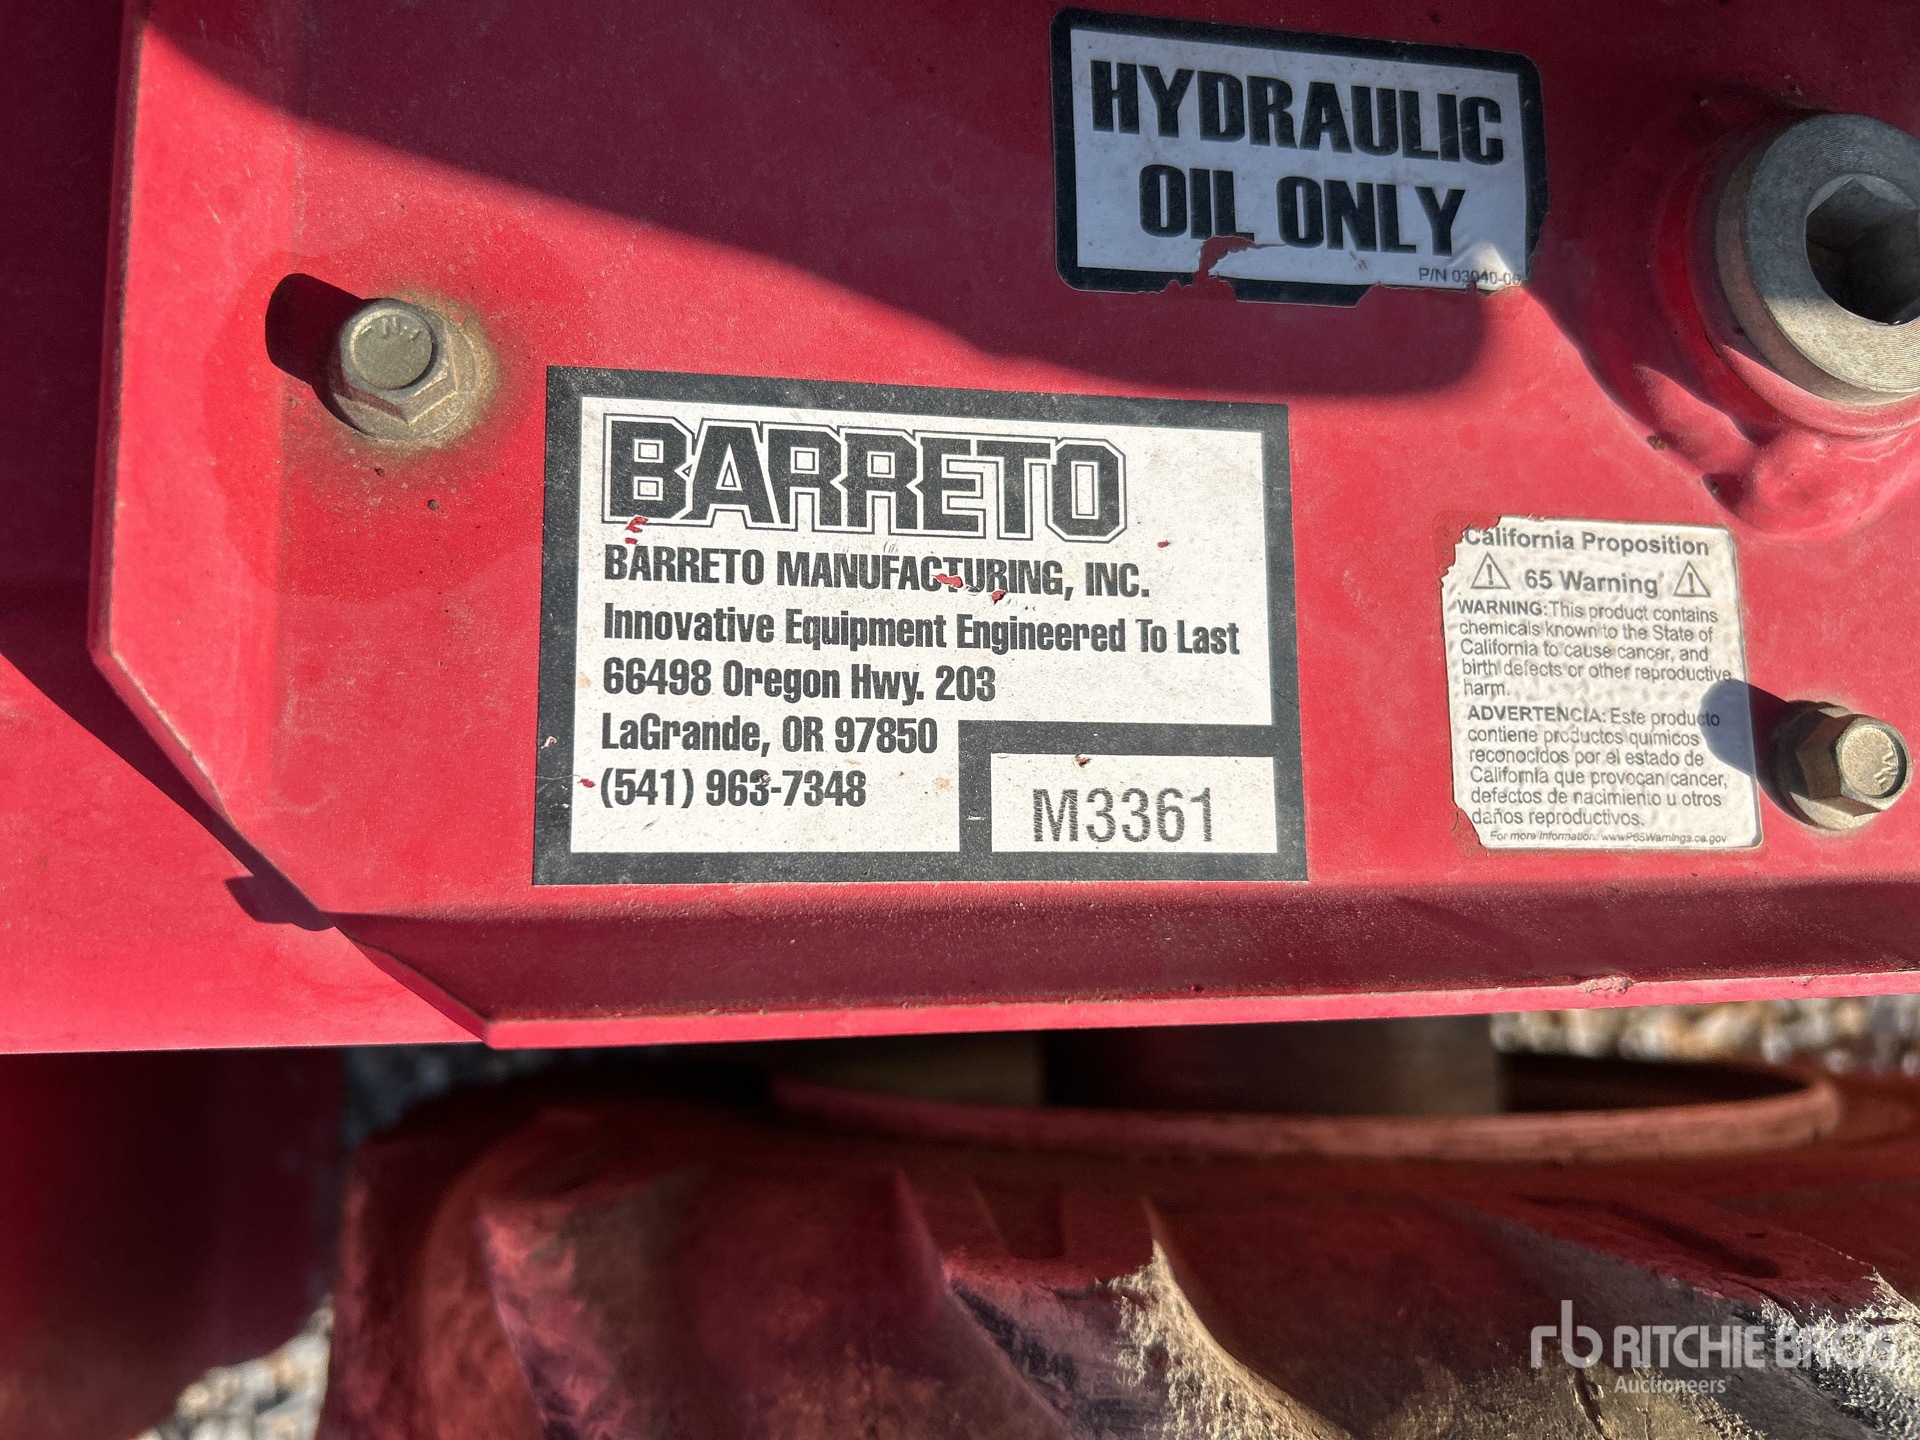 HYDRAULIC
OIL ONLY
P/N 03040-00
BARRETO
BARRETO MANUFACTURING, INC.
Innovative Equipment Engineered To Last
66498 Oregon Hwy. 203
LaGrande, OR 97850
(541) 963-7348
M3361
California Proposition
65 Warning
WARNING: This product contains
chemicals known to the State of
California to cause cancer, and
birth defects or other reproductive
harm.
ADVERTENCIA: Este producto
contiene productos quimicos
reconocidos por el estado de
California que provocan cáncer,
defectos de nacimiento u otros
daños reproductivos.
For more information: www.P65Warnings.ca.gov
rb RITCHIE BROS.
Auctioneers